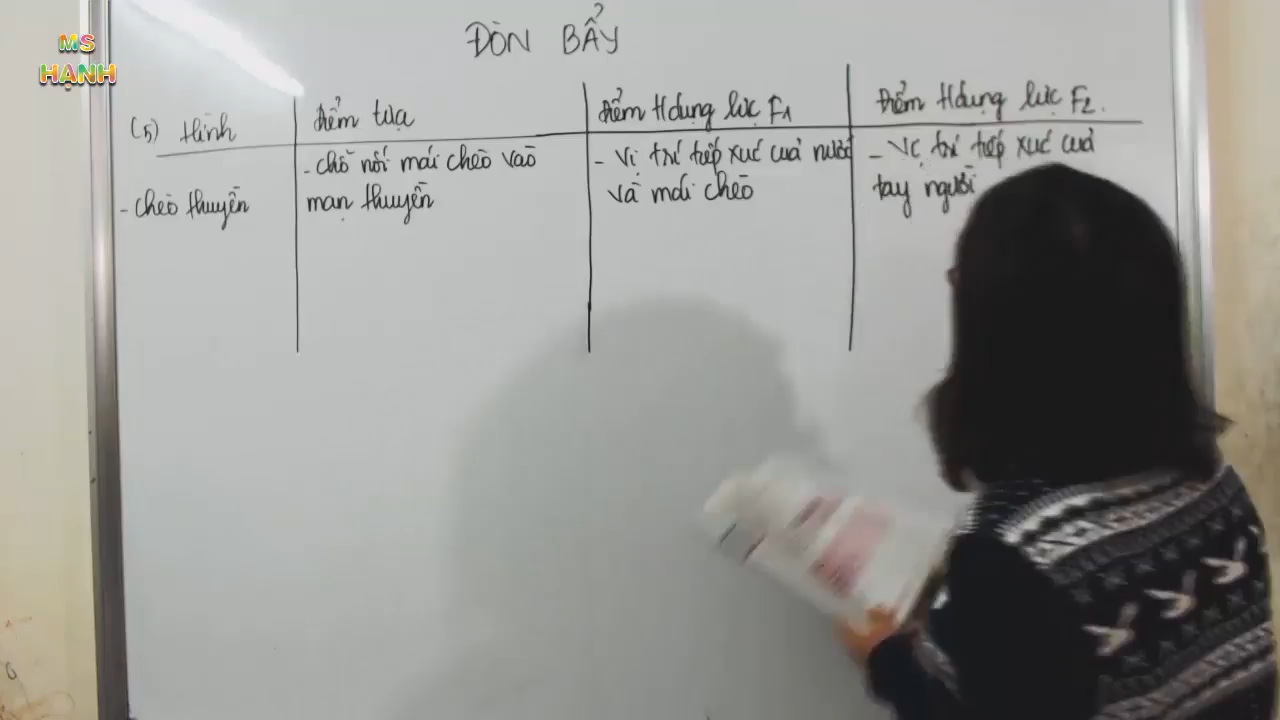 MS
HẠNH
ĐÒN BẨY
(5) Hình
điểm tựa
điểm t/dụng lực F1
điểm t/dụng lực F2.
- chèo thuyền
- chỗ nối mái chèo vào
mạn thuyền
- Vị trí tiếp xúc của nước
và mái chèo
- Vị trí tiếp xúc của
tay người